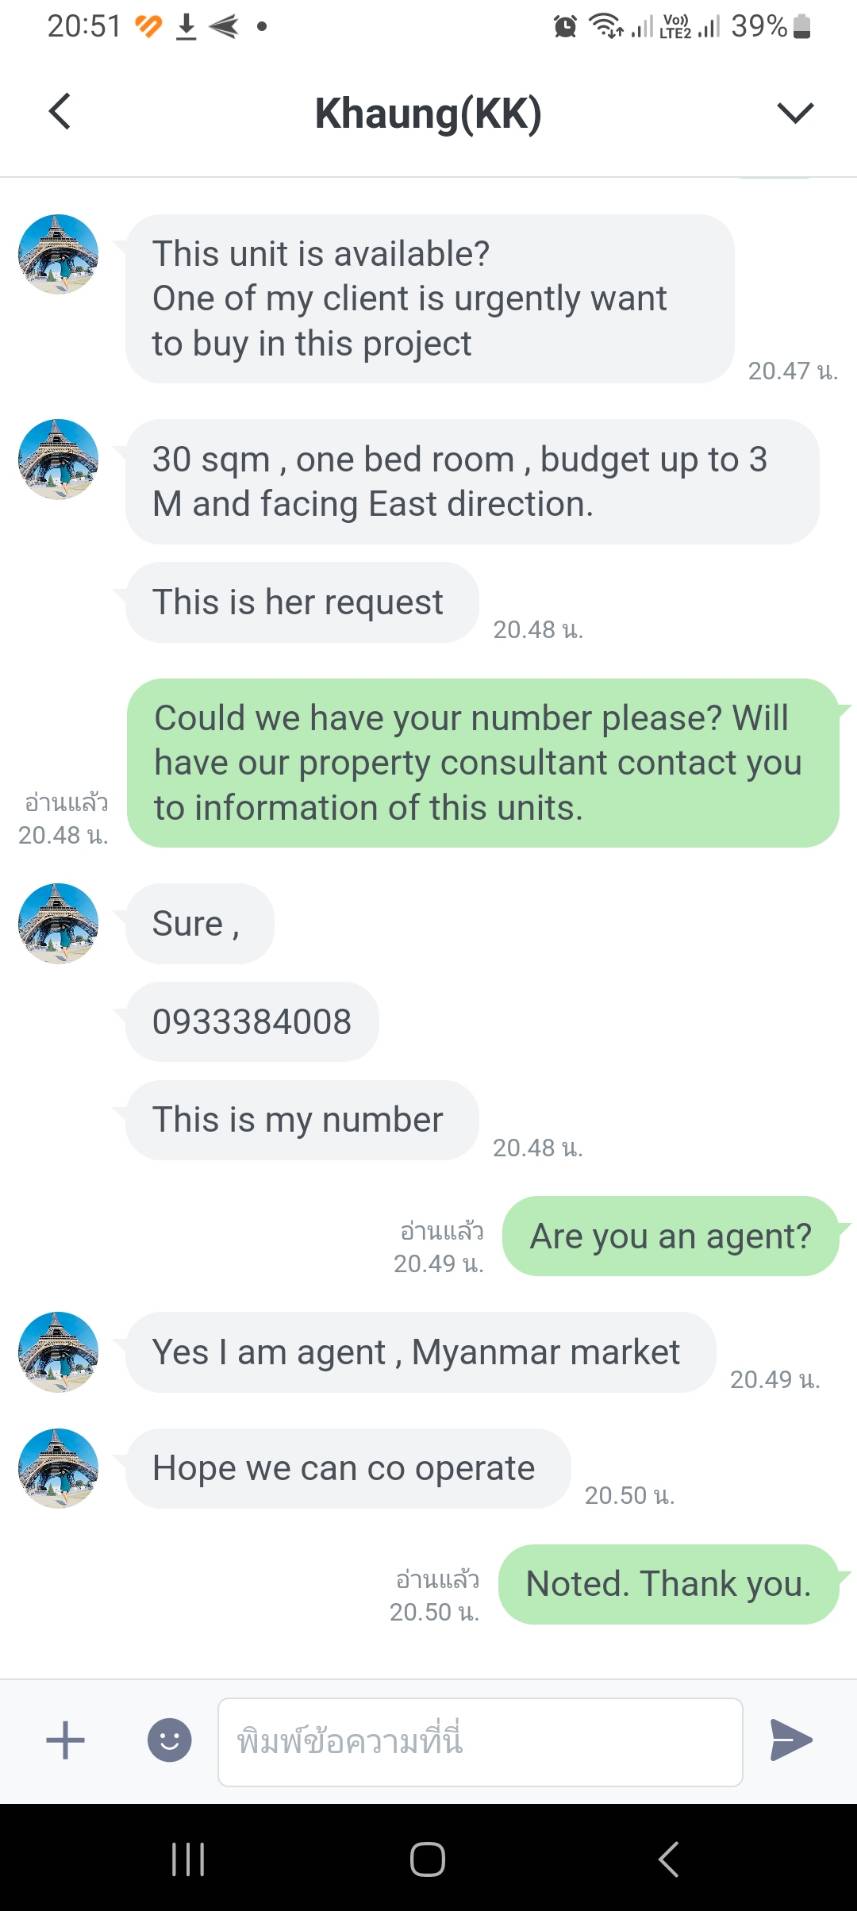 20:51
Vo))
LTE2
39%
Khaung(KK)
This unit is available?
One of my client is urgently want
to buy in this project
20.47 น.
30 sqm , one bed room , budget up to 3
M and facing East direction.
This is her request
20.48 น.
Could we have your number please? Will
have our property consultant contact you
to information of this units.
อ่านแล้ว
20.48 น.
Sure ,
0933384008
This is my number
20.48 น.
Are you an agent?
อ่านแล้ว
20.49 น.
Yes I am agent , Myanmar market
20.49 น.
Hope we can co operate
20.50 น.
Noted. Thank you.
อ่านแล้ว
20.50 น.
พิมพ์ข้อความที่นี่